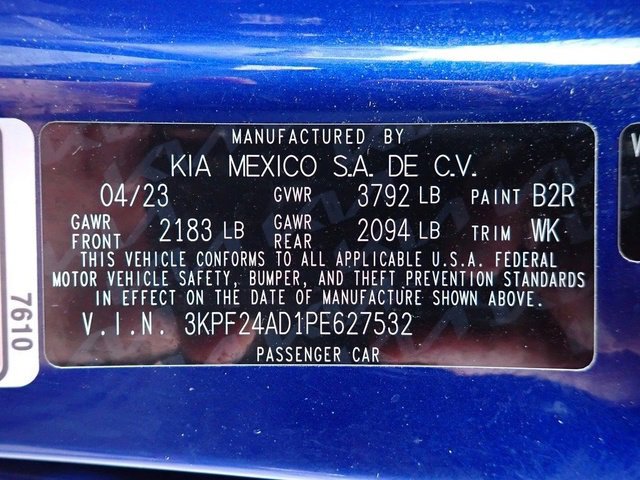 MANUFACTURED BY
KIA MEXICO S.A. DE C.V.
04/23 GVWR 3792 LB PAINT B2R
GAWR FRONT 2183 LB GAWR REAR 2094 LB TRIM WK
THIS VEHICLE CONFORMS TO ALL APPLICABLE U.S.A. FEDERAL
MOTOR VEHICLE SAFETY, BUMPER, AND THEFT PREVENTION STANDARDS
IN EFFECT ON THE DATE OF MANUFACTURE SHOWN ABOVE.
V.I.N. 3KPF24AD1PE627532
PASSENGER CAR
7610